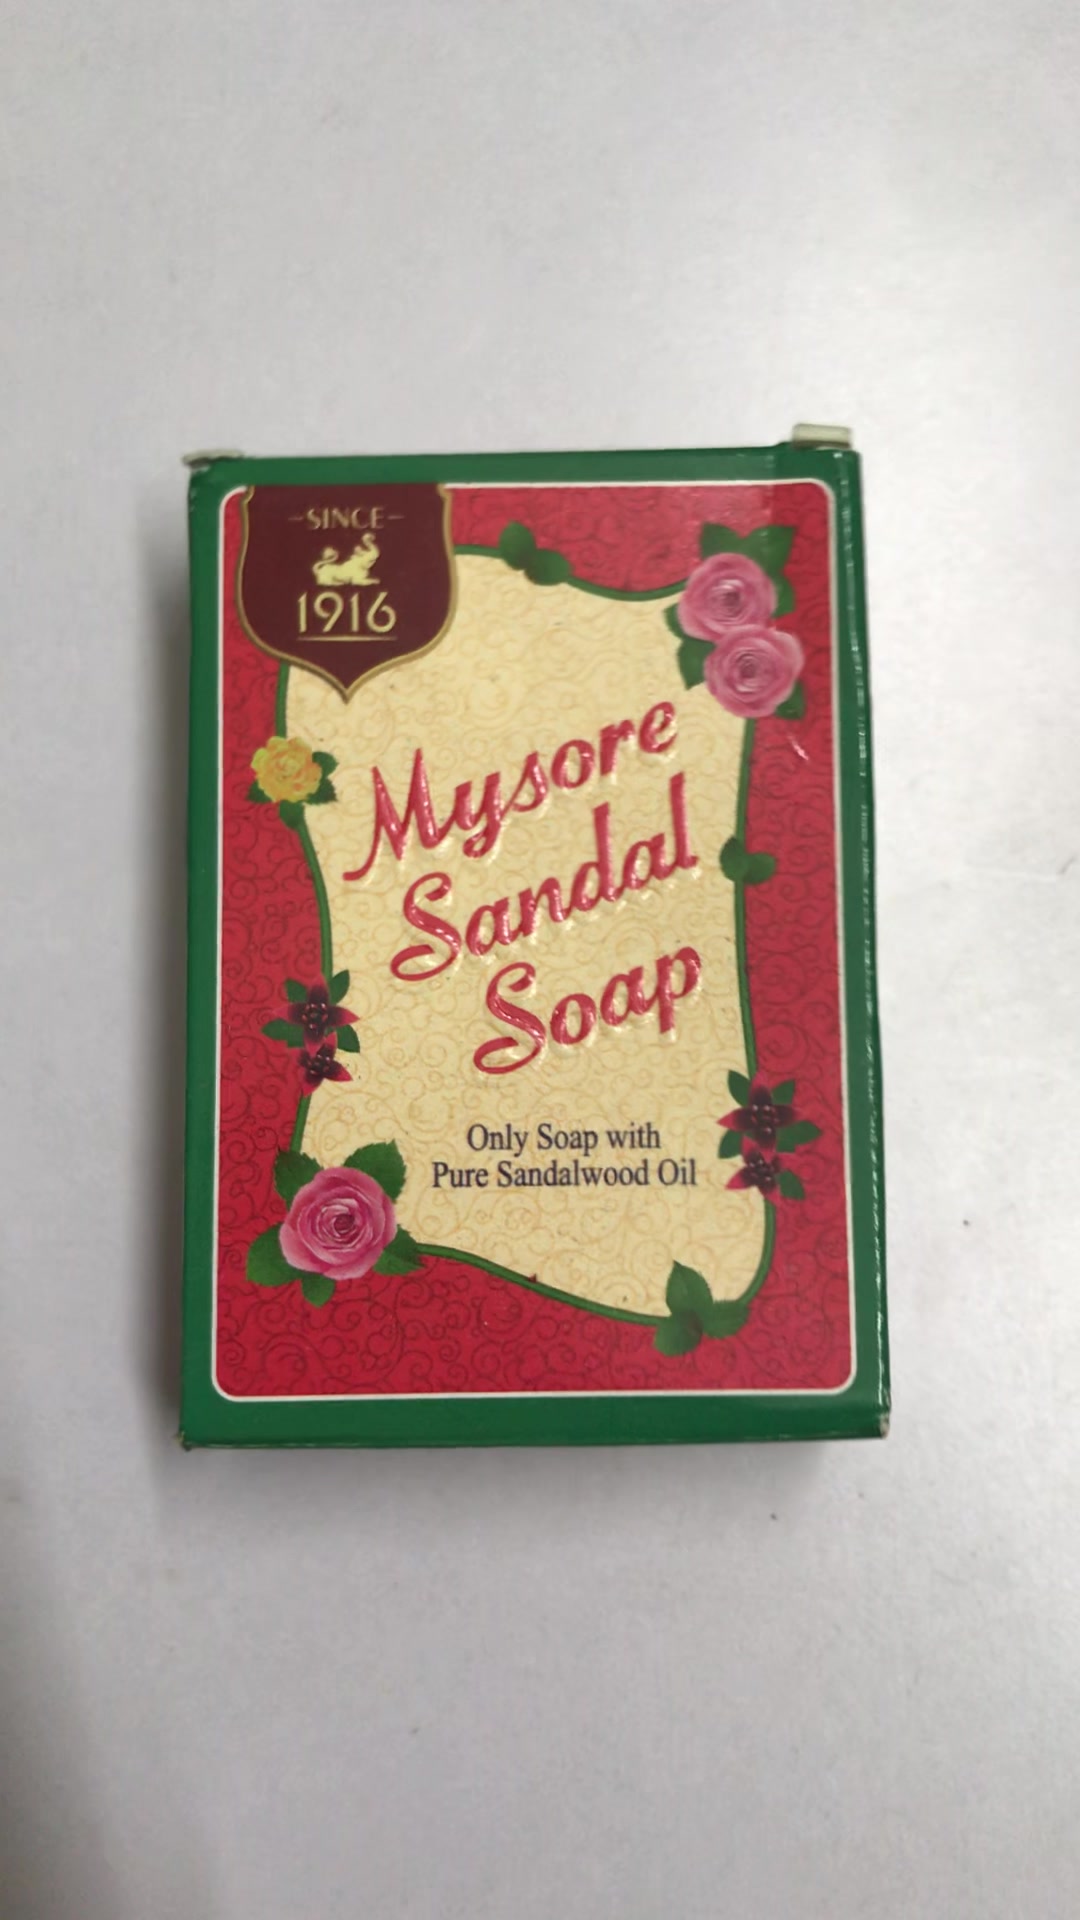 -SINCE-
1916
Mysore
Sandal
Soap
Only Soap with
Pure Sandalwood Oil